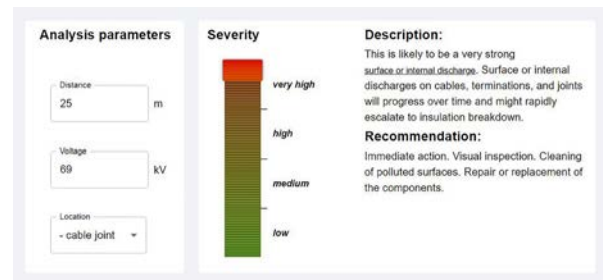 Analysis parameters
Distance
25
m
Voltage
69
kV
Location
- cable joint
Severity
very high
high
medium
low
Description:
This is likely to be a very strong
surface or internal discharge. Surface or internal
discharges on cables, terminations, and joints
will progress over time and might rapidly
escalate to insulation breakdown.
Recommendation:
Immediate action. Visual inspection. Cleaning
of polluted surfaces. Repair or replacement of
the components.